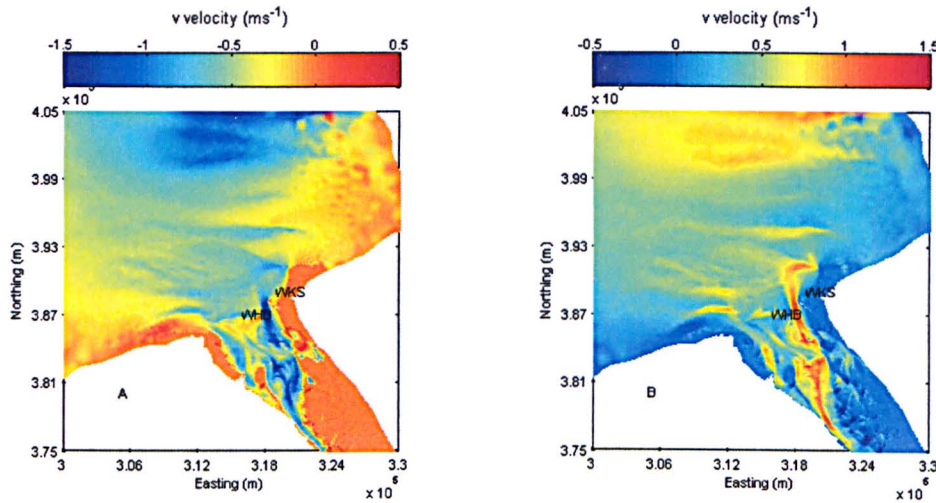 v velocity (ms-1)
-1.5 -1 -0.5 0 0.5
x 10
4.05
3.99
3.93
3.87
3.81
3.75
Northing (m)
WKS
WHB
A
3 3.06 3.12 3.18 3.24 3.3
Easting (m)
x 10
v velocity (ms-1)
-0.5 0 0.5 1 1.5
x 10
4.05
3.99
3.93
3.87
3.81
3.75
Northing (m)
WKS
WHB
B
3 3.06 3.12 3.18 3.24 3.3
Easting (m)
x 10